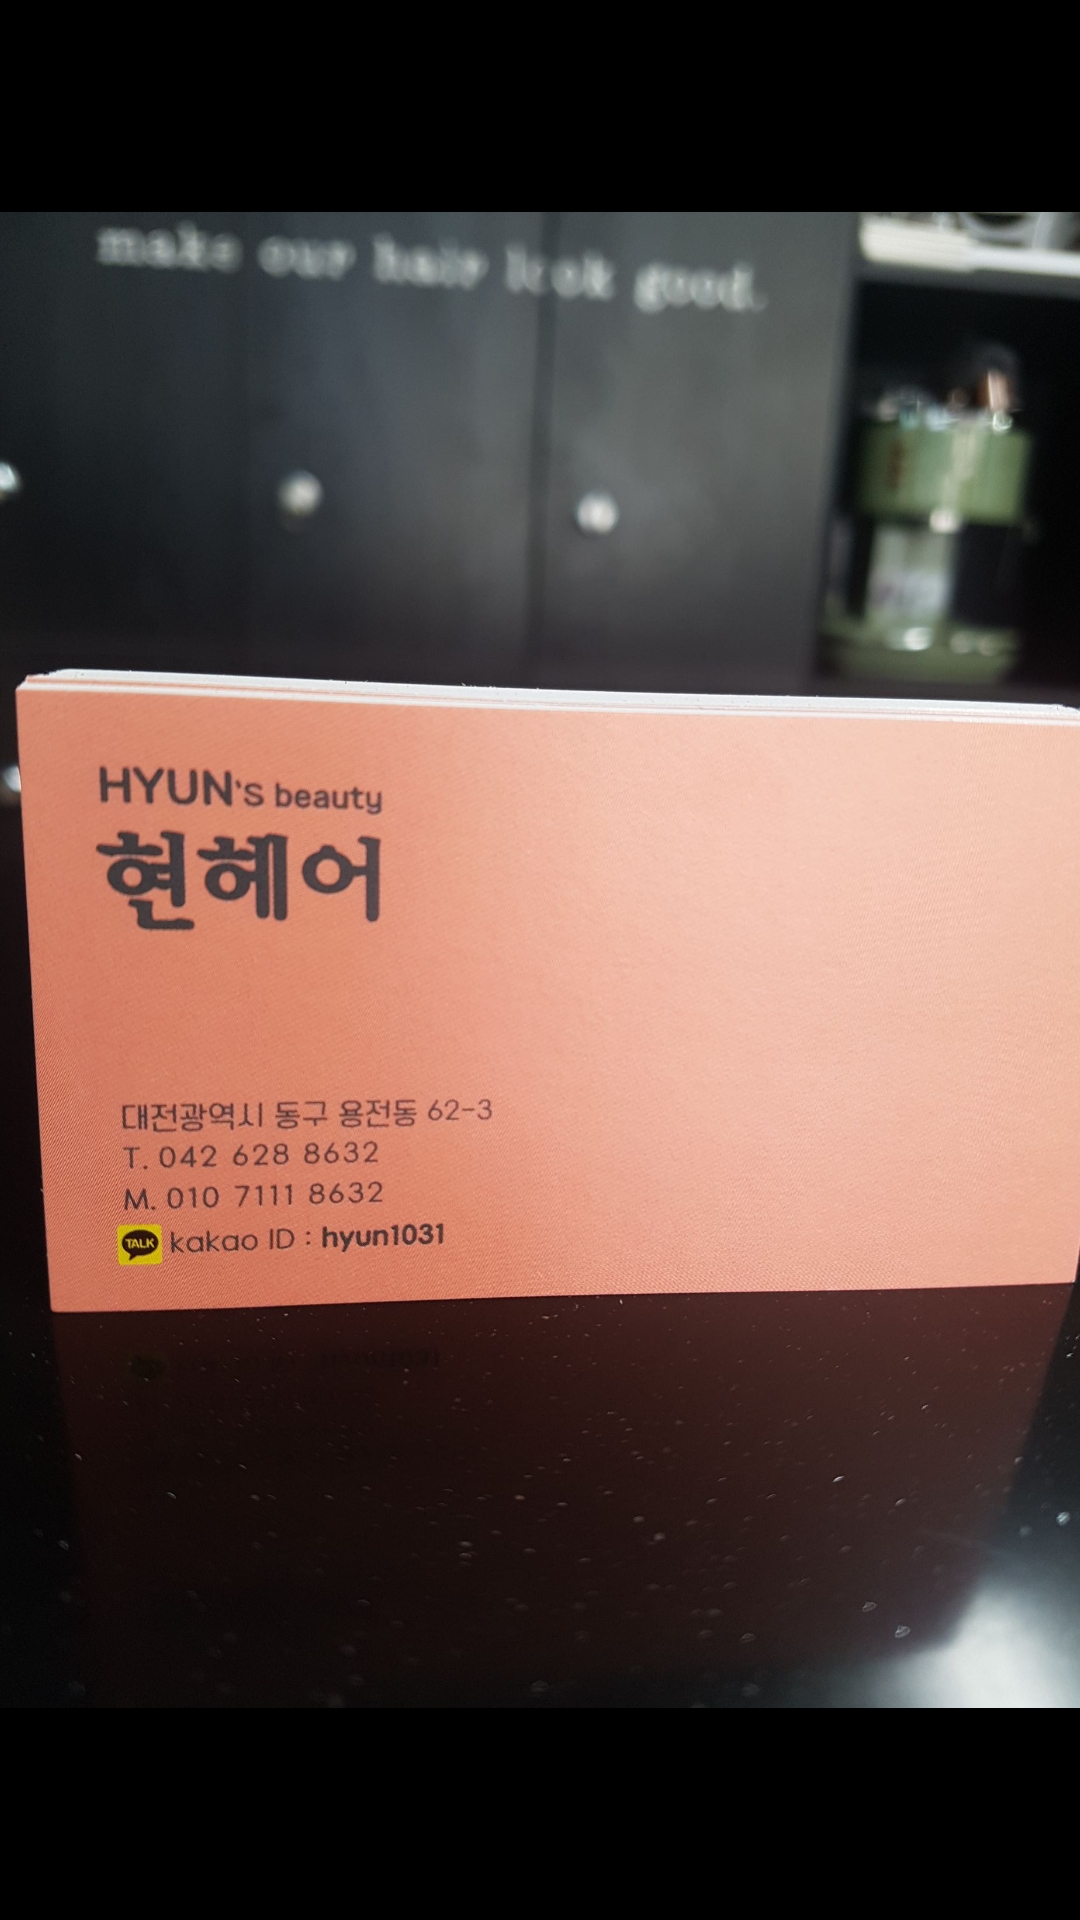 make our hair look good.
HYUN's beauty
현헤어
대전광역시 동구 용전동 62-3
T. 042 628 8632
M. 010 7111 8632
TALK kakao ID : hyun1031